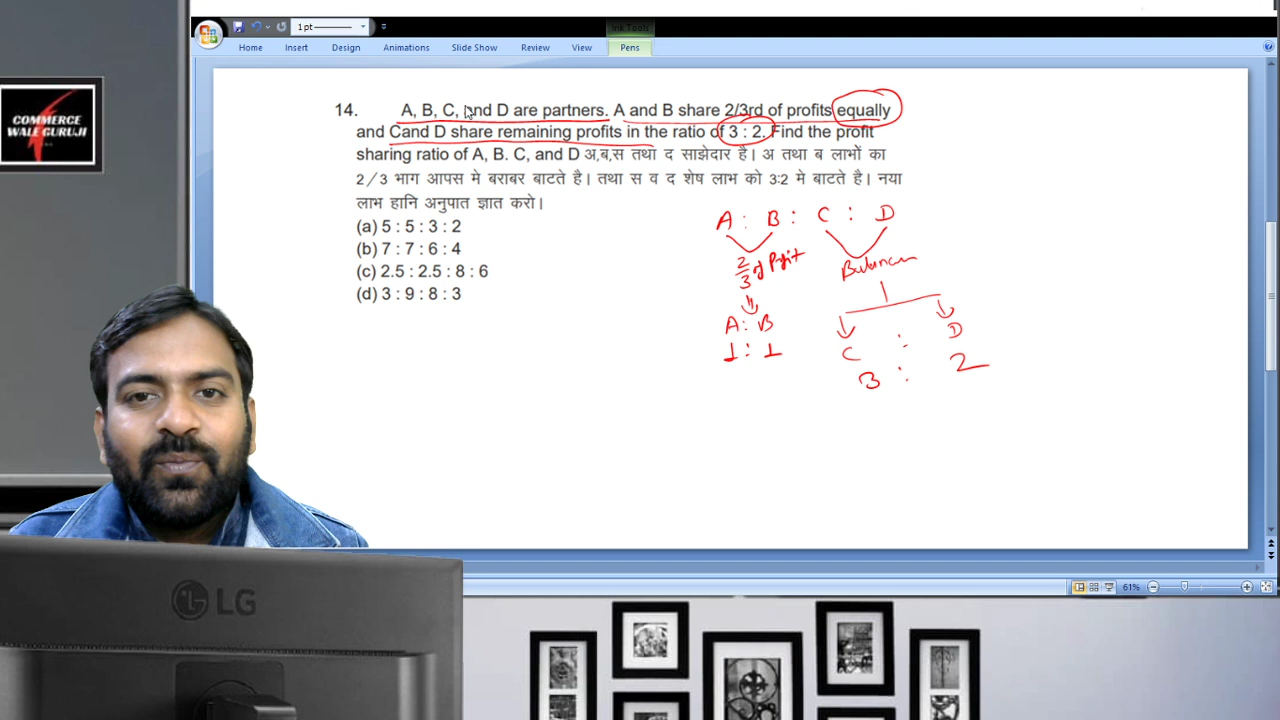 Ink Tools
1 pt
Home Insert Design Animations Slide Show Review View Pens
COMMERCE
WALE GURUJI
14. A, B, C, and D are partners. A and B share 2/3rd of profits equally
and Cand D share remaining profits in the ratio of 3 : 2. Find the profit
sharing ratio of A, B. C, and D अ,ब,स तथा द साझेदार है। अ तथा ब लाभों का
2/3 भाग आपस मे बराबर बाटते है। तथा स व द शेष लाभ को 3:2 मे बाटते है। नया
लाभ हानि अनुपात ज्ञात करो।
(a) 5 : 5 : 3 : 2
(b) 7 : 7 : 6 : 4
(c) 2.5 : 2.5 : 8 : 6
(d) 3 : 9 : 8 : 3
A : B : C : D
2/3 of Profit
A : B
1 : 1
C : D
3 : 2
61%
LG